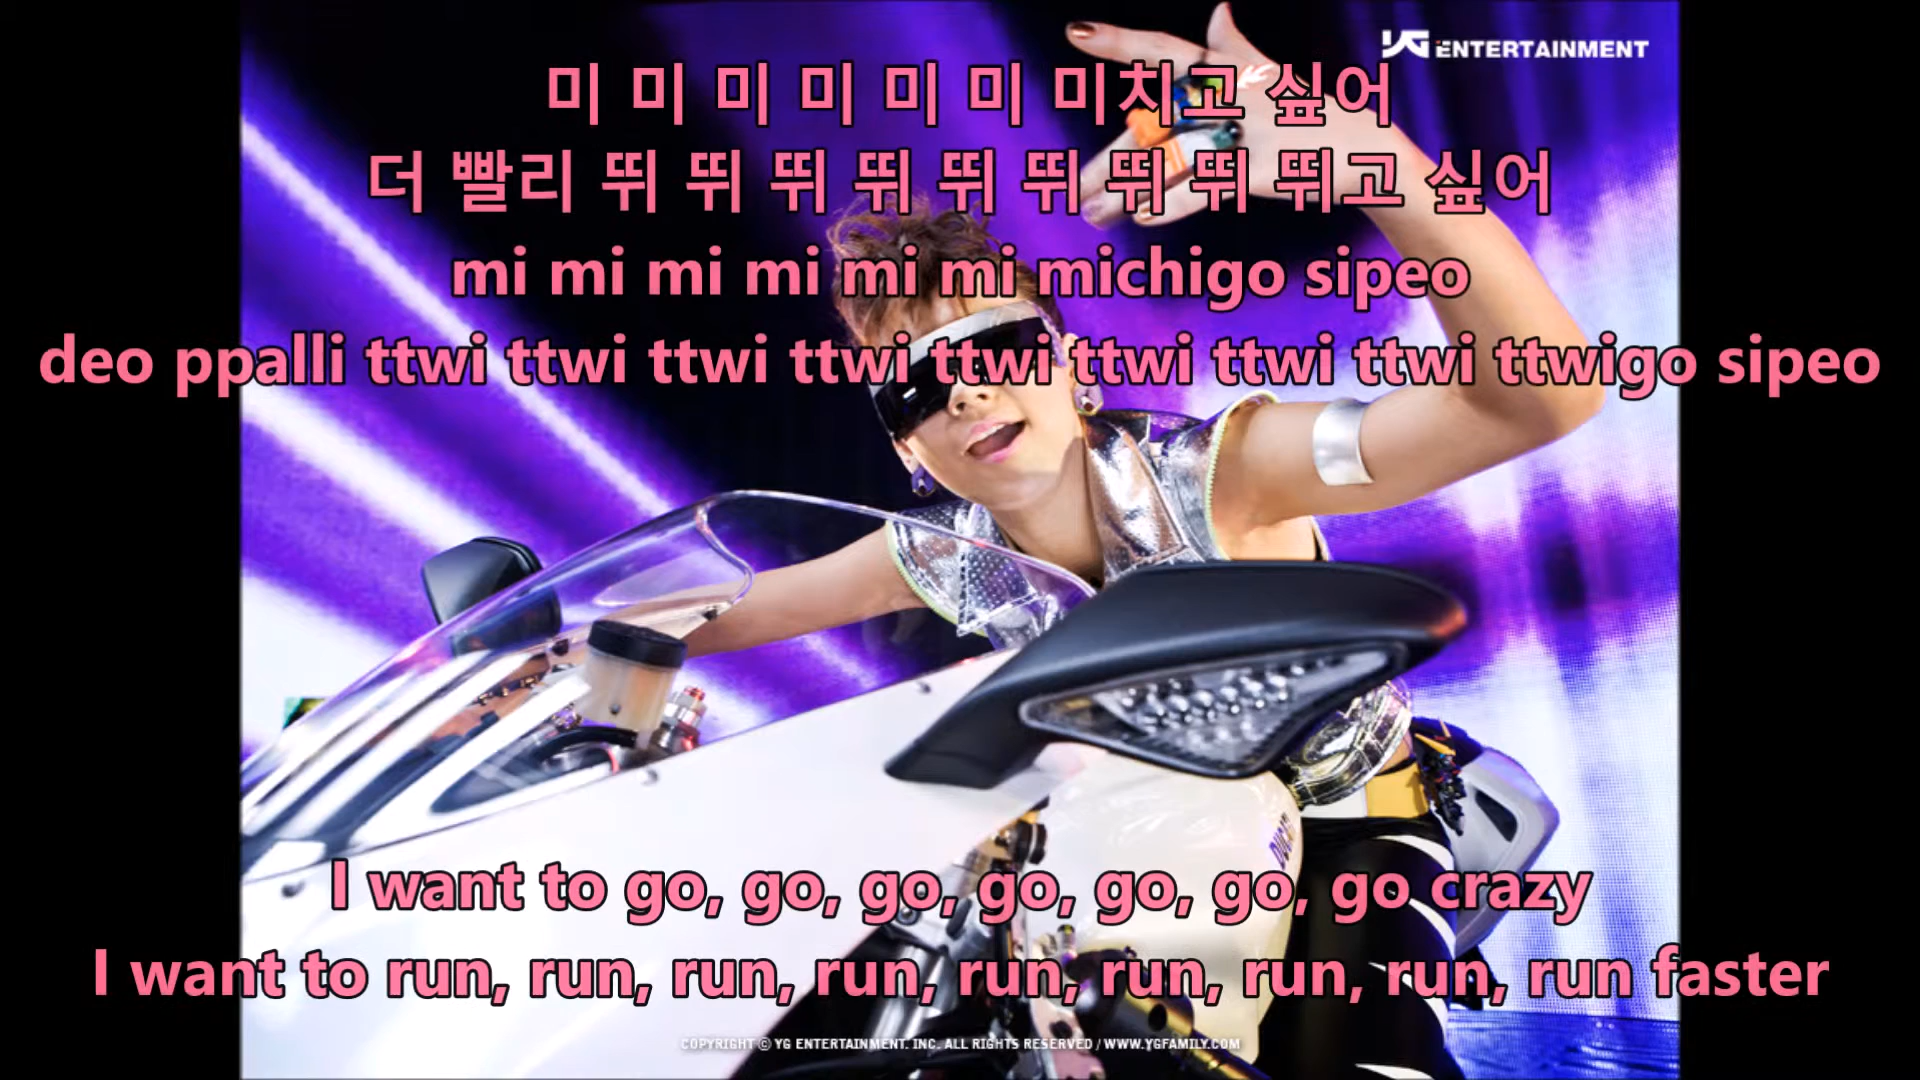 YG ENTERTAINMENT
미 미 미 미 미 미 미치고 싶어
더 빨리 뛰 뛰 뛰 뛰 뛰 뛰 뛰 뛰 뛰고 싶어
mi mi mi mi mi mi michigo sipeo
deo ppalli ttwi ttwi ttwi ttwi ttwi ttwi ttwi ttwi ttwigo sipeo
DUCATI
I want to go, go, go, go, go, go, go crazy
I want to run, run, run, run, run, run, run, run, run faster
COPYRIGHT © YG ENTERTAINMENT. INC. ALL RIGHTS RESERVED / WWW.YGFAMILY.COM